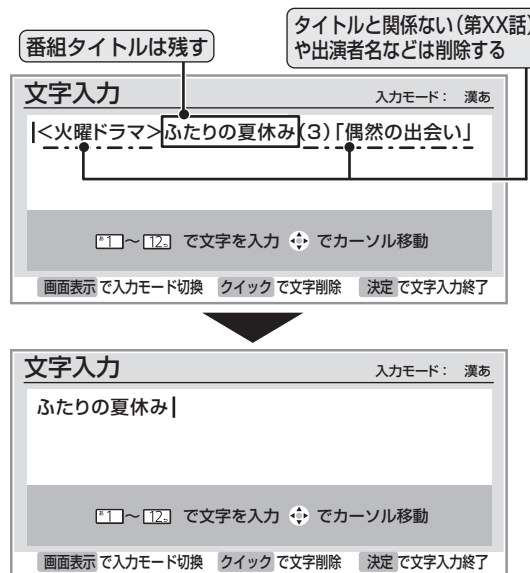 番組タイトルは残す
タイトルと関係ない(第XX話)
や出演者名などは削除する
文字入力
入力モード： 漢あ
<火曜ドラマ>ふたりの夏休み(3)「偶然の出会い」
1～12 で文字を入力 でカーソル移動
画面表示 で入力モード切換 クイック で文字削除 決定 で文字入力終了
文字入力
入力モード： 漢あ
ふたりの夏休み
1～12 で文字を入力 でカーソル移動
画面表示 で入力モード切換 クイック で文字削除 決定 で文字入力終了